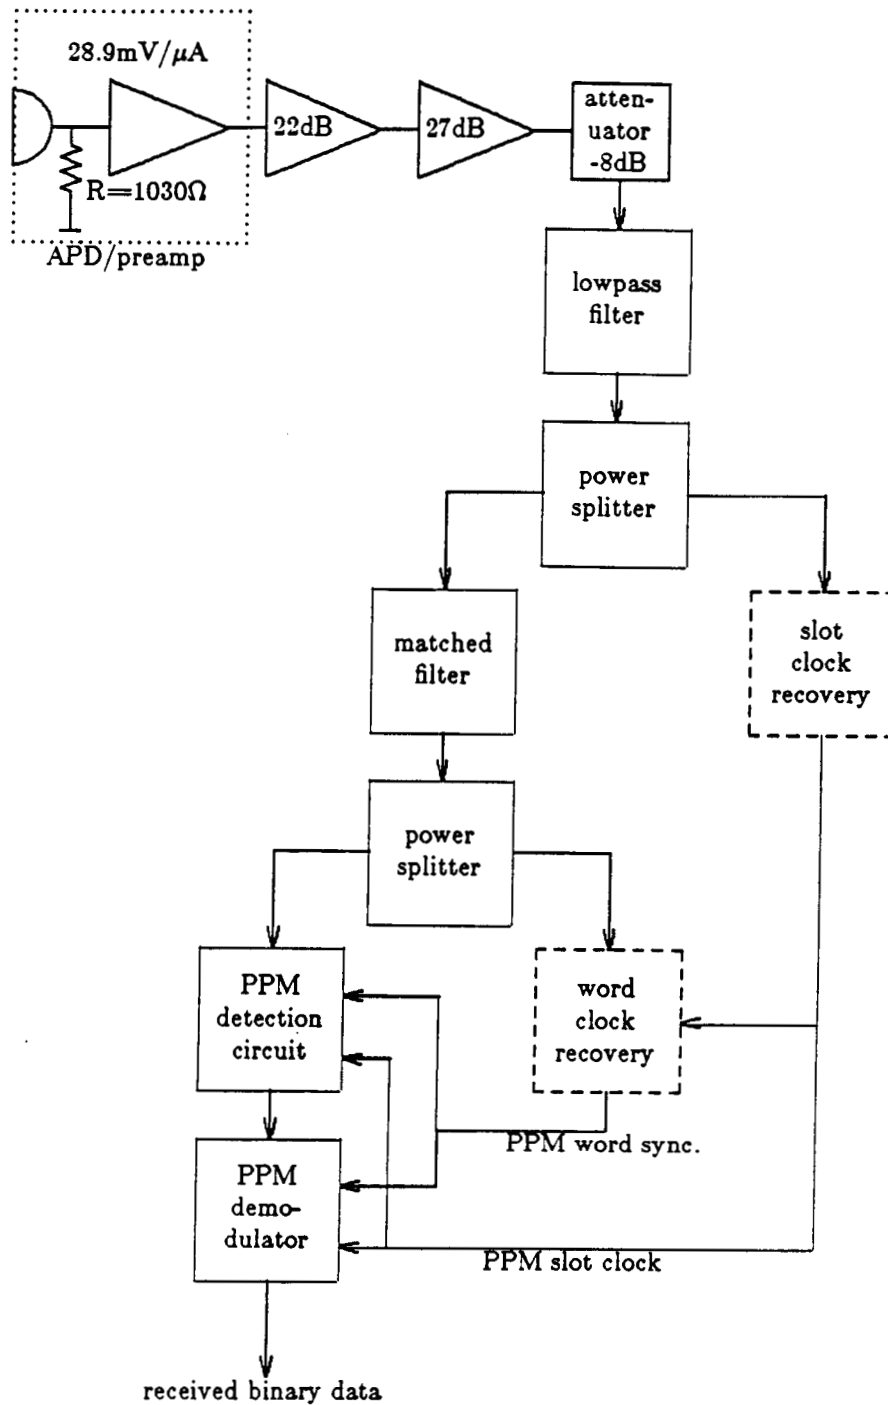 28.9mV/μA
R=1030Ω
APD/preamp
22dB
27dB
atten-
uator
-8dB
lowpass
filter
power
splitter
matched
filter
slot
clock
recovery
power
splitter
PPM
detection
circuit
word
clock
recovery
PPM word sync.
PPM
demo-
dulator
PPM slot clock
received binary data